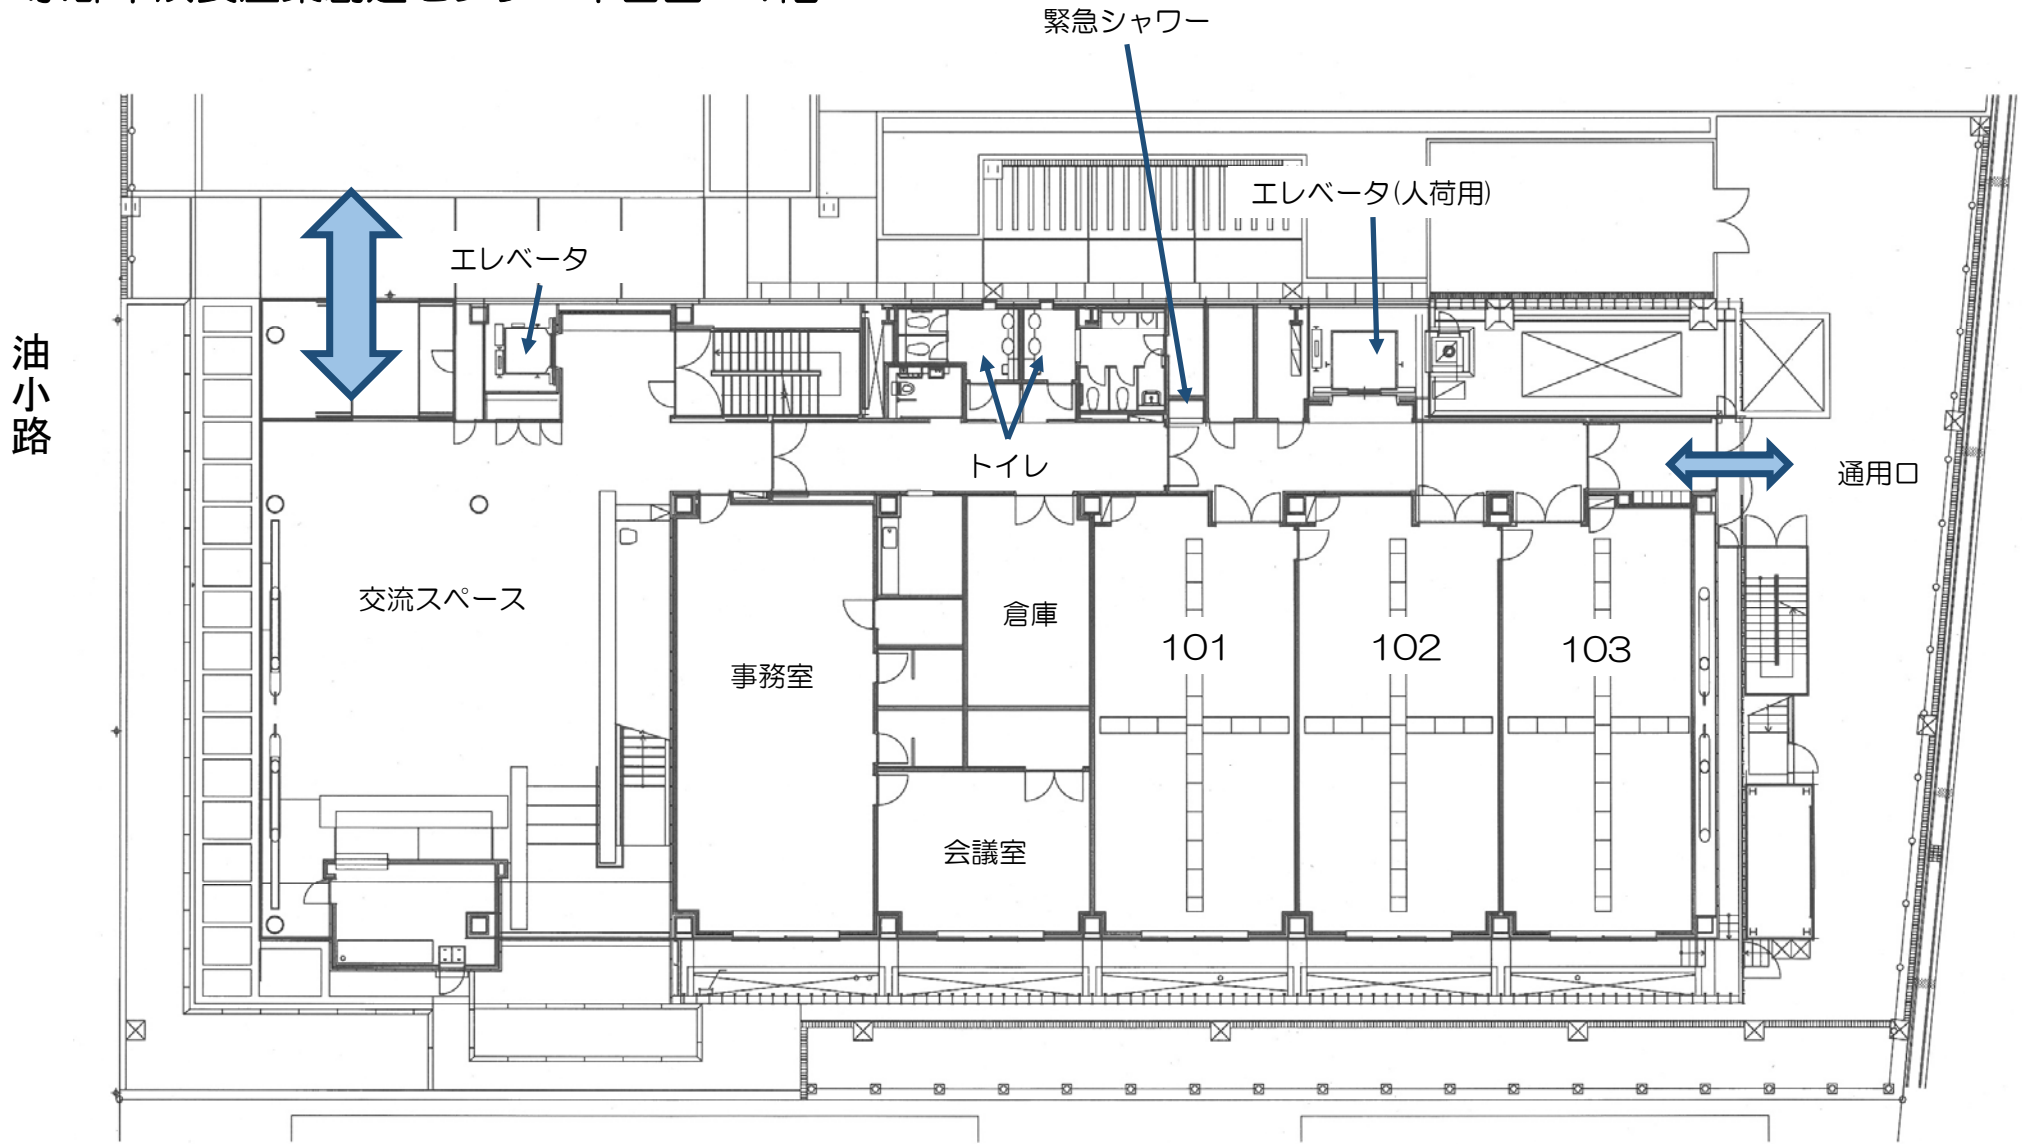 緊急シャワー
エレベータ(人荷用)
エレベータ
油小路
トイレ
通用口
交流スペース
事務室
倉庫
101
102
103
会議室